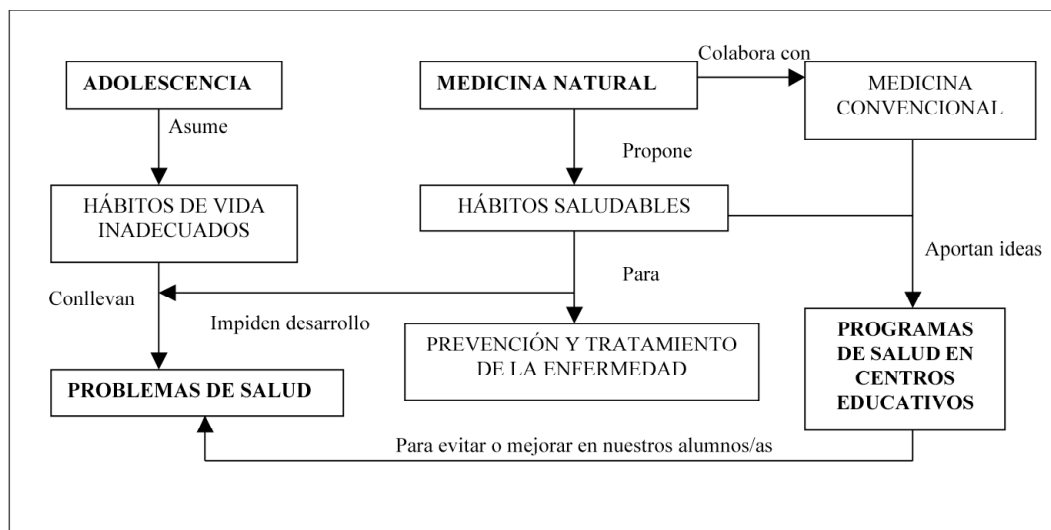 Colabora con
ADOLESCENCIA
MEDICINA NATURAL
MEDICINA
CONVENCIONAL
Asume
Propone
HÁBITOS DE VIDA
INADECUADOS
HÁBITOS SALUDABLES
Aportan ideas
Conllevan
Para
Impiden desarrollo
PREVENCIÓN Y TRATAMIENTO
DE LA ENFERMEDAD
PROGRAMAS
DE SALUD EN
CENTROS
EDUCATIVOS
PROBLEMAS DE SALUD
Para evitar o mejorar en nuestros alumnos/as